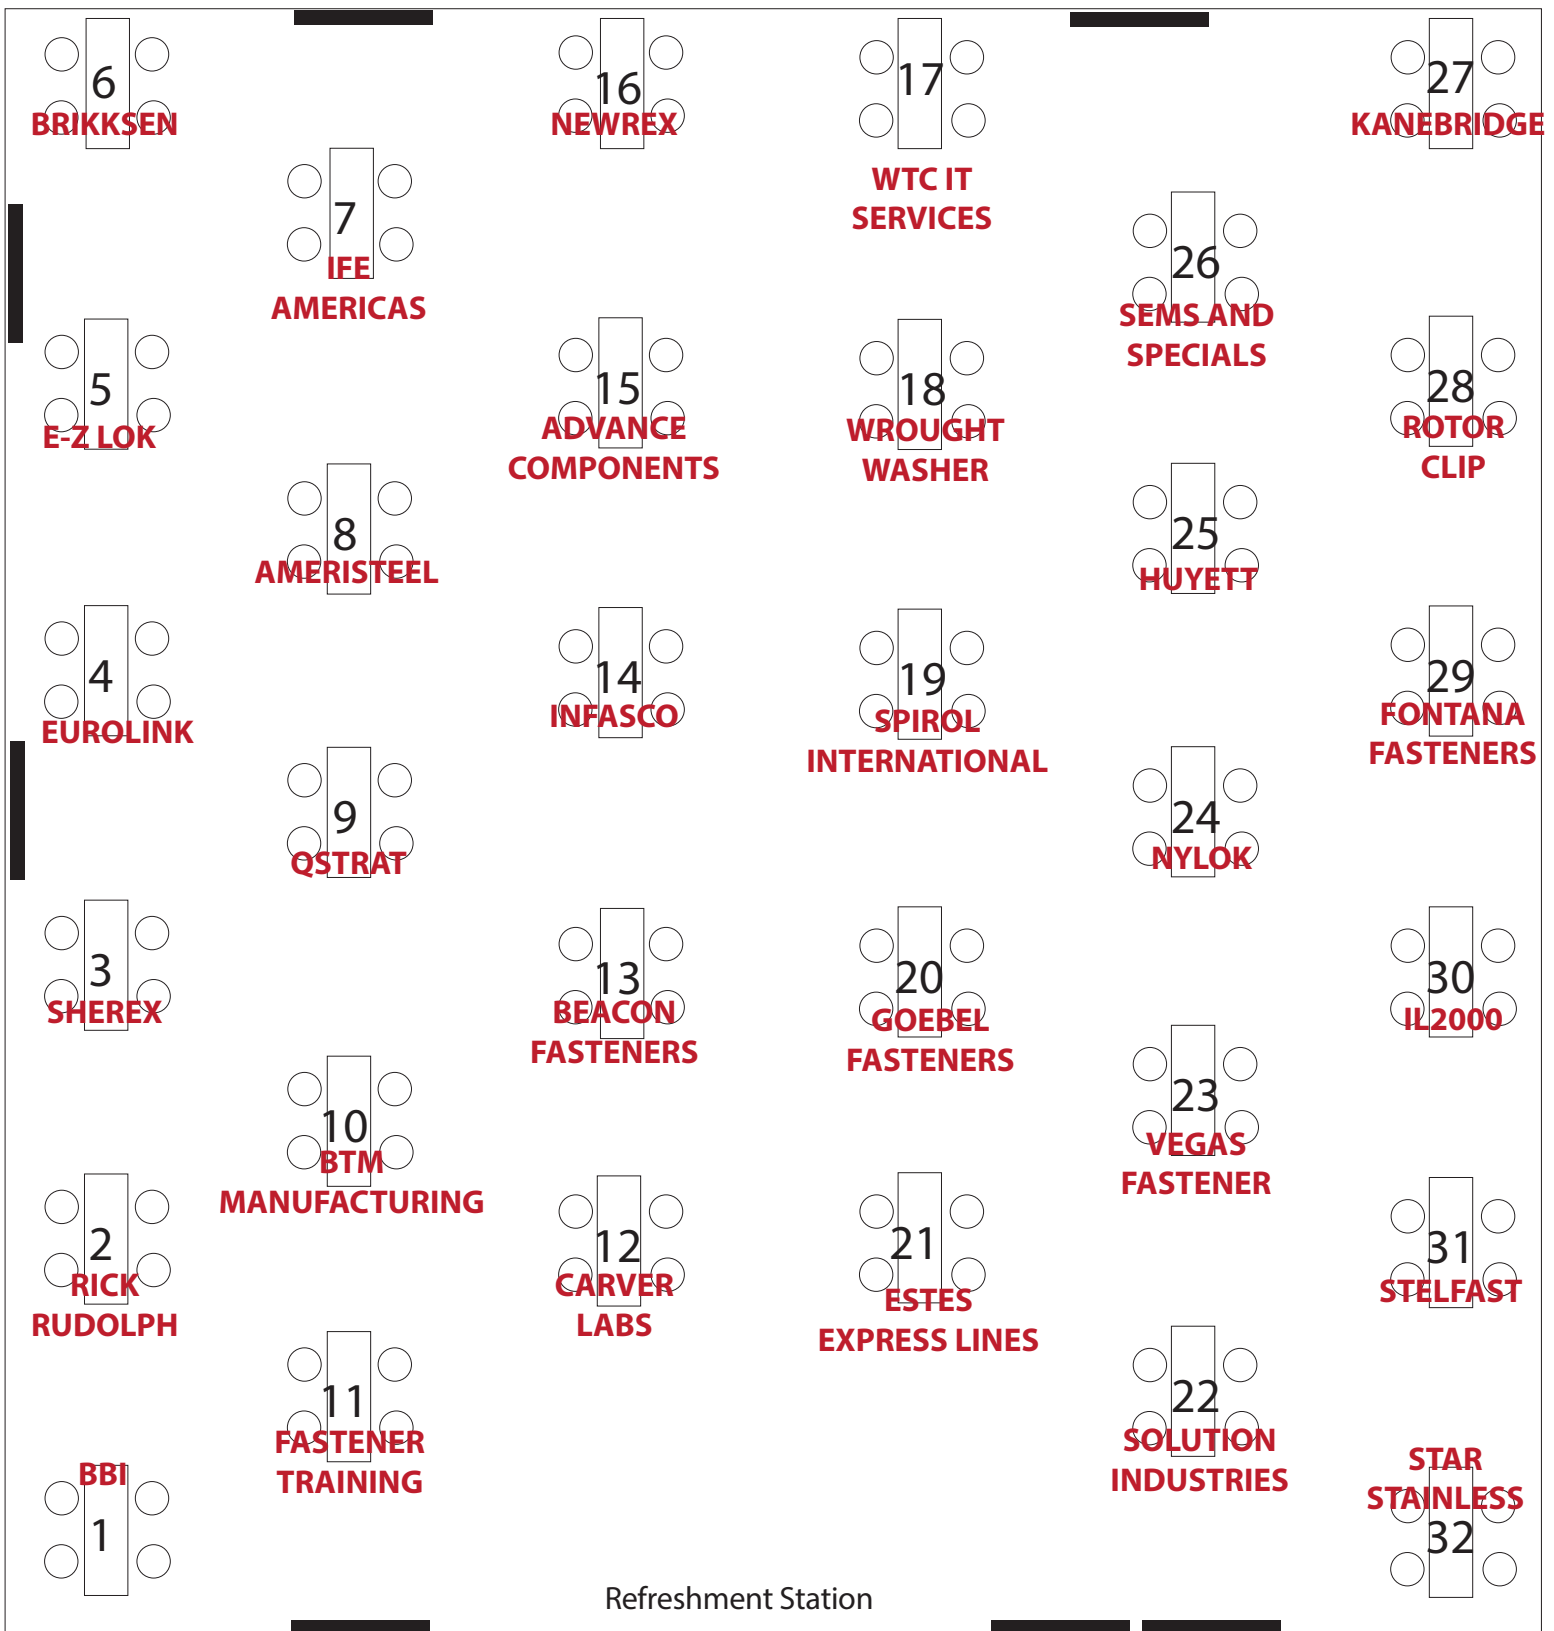 6
BRIKKSEN
16
NEWREX
17
WTC IT
SERVICES
27
KANEBRIDGE
7
IFE
AMERICAS
26
SEMS AND
SPECIALS
5
E-Z LOK
15
ADVANCE
COMPONENTS
18
WROUGHT
WASHER
28
ROTOR
CLIP
8
AMERISTEEL
25
HUYETT
4
EUROLINK
14
INFASCO
19
SPIROL
INTERNATIONAL
29
FONTANA
FASTENERS
9
QSTRAT
24
NYLOK
3
SHEREX
13
BEACON
FASTENERS
20
GOEBEL
FASTENERS
30
IL2000
10
BTM
MANUFACTURING
23
VEGAS
FASTENER
2
RICK
RUDOLPH
12
CARVER
LABS
21
ESTES
EXPRESS LINES
31
STELFAST
11
FASTENER
TRAINING
22
SOLUTION
INDUSTRIES
BBI
1
STAR
STAINLESS
32
Refreshment Station